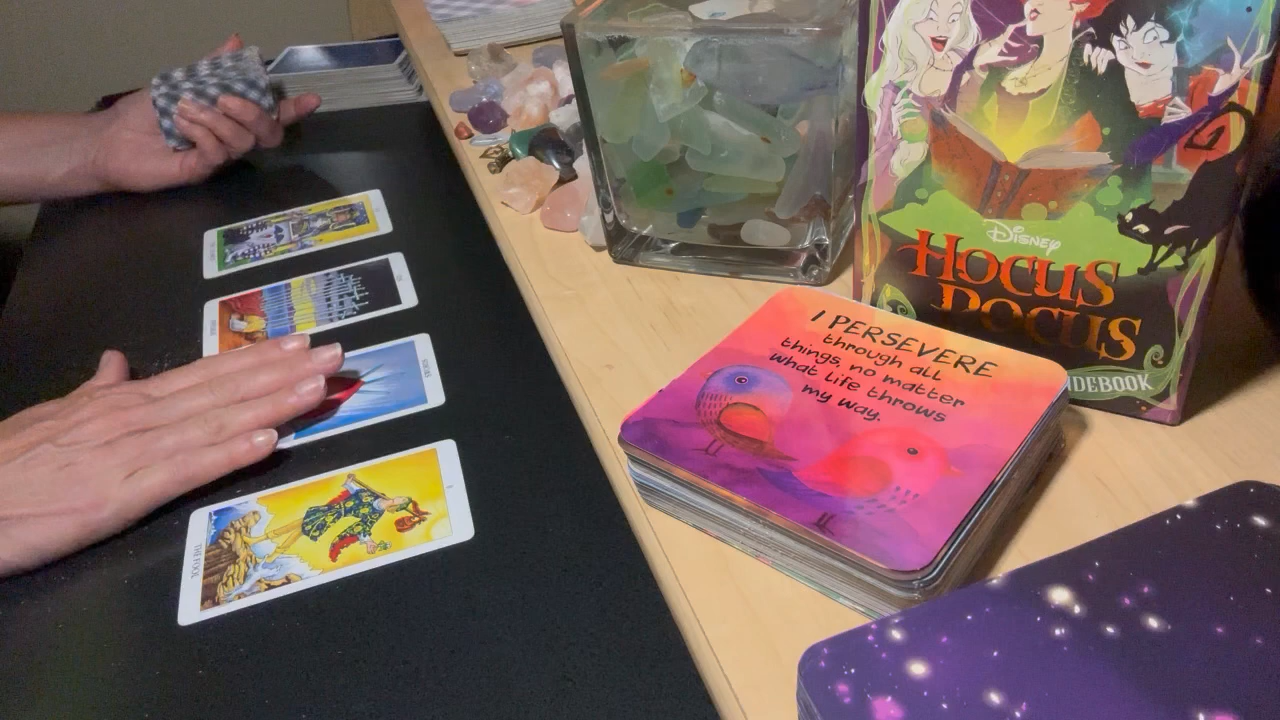 DISNEY
HOCUS
POCUS
IDEBOOK
I PERSEVERE
through all
things, no matter
what life throws
my way.
THE FOOL